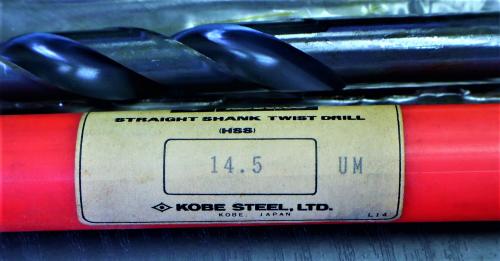 STRAIGHT SHANK TWIST DRILL
(HSS)
14.5 UM
KOBE STEEL, LTD.
KOBE, JAPAN
L14